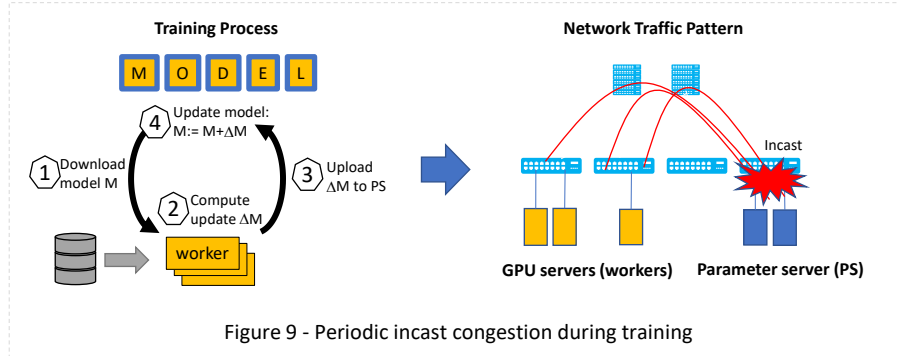 Training Process
M O D E L
4 Update model:
M:= M+ΔM
1 Download
model M
3 Upload
ΔM to PS
2 Compute
update ΔM
worker
Network Traffic Pattern
Incast
GPU servers (workers)
Parameter server (PS)
Figure 9 - Periodic incast congestion during training